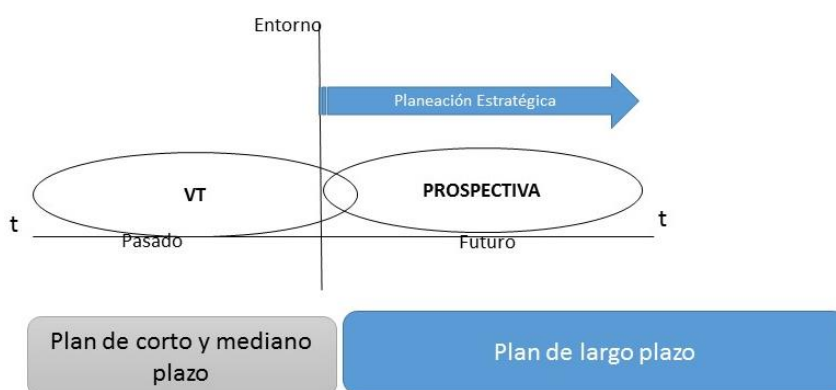 Entorno
Planeación Estratégica
VT
PROSPECTIVA
t
t
Pasado
Futuro
Plan de corto y mediano
plazo
Plan de largo plazo